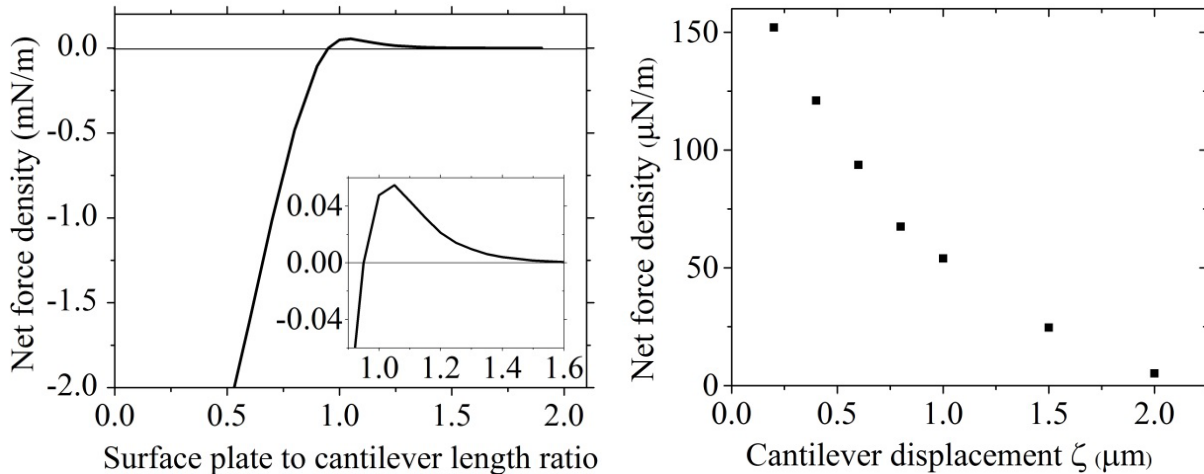 Net force density (mN/m)
0.0
-0.5
-1.0
-1.5
-2.0
0.04
0.00
-0.04
1.0 1.2 1.4 1.6
0.0 0.5 1.0 1.5 2.0
Surface plate to cantilever length ratio
Net force density (μN/m)
150
100
50
0
0.0 0.5 1.0 1.5 2.0
Cantilever displacement ζ (μm)